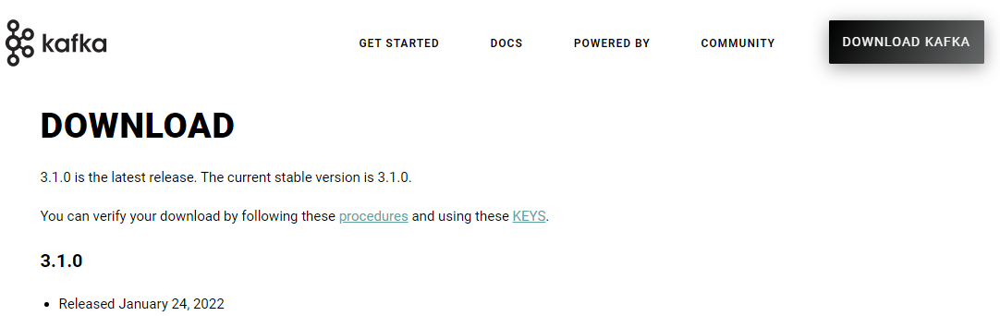 kafka
GET STARTED
DOCS
POWERED BY
COMMUNITY
DOWNLOAD KAFKA
DOWNLOAD
3.1.0 is the latest release. The current stable version is 3.1.0.
You can verify your download by following these procedures and using these KEYS.
3.1.0
Released January 24, 2022